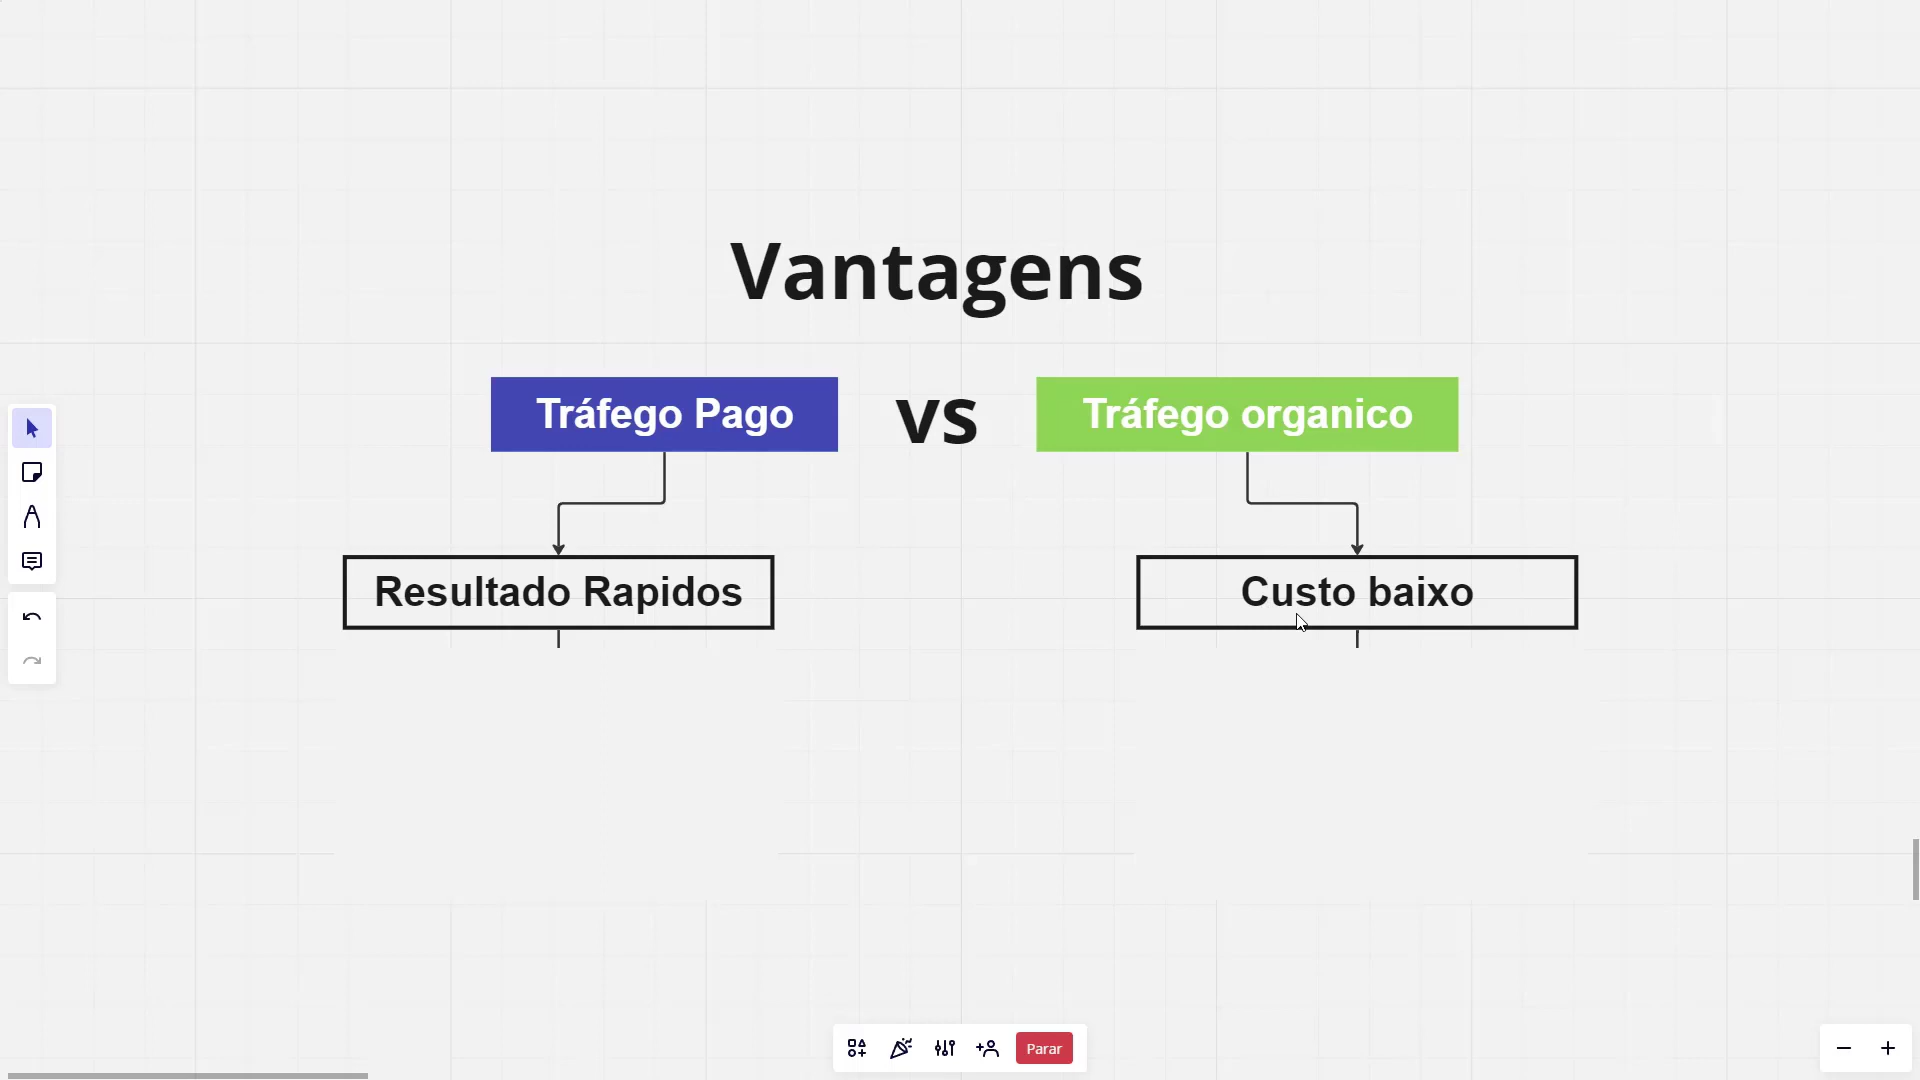 Vantagens
Tráfego Pago
vs
Tráfego organico
Resultado Rapidos
Custo baixo
Parar